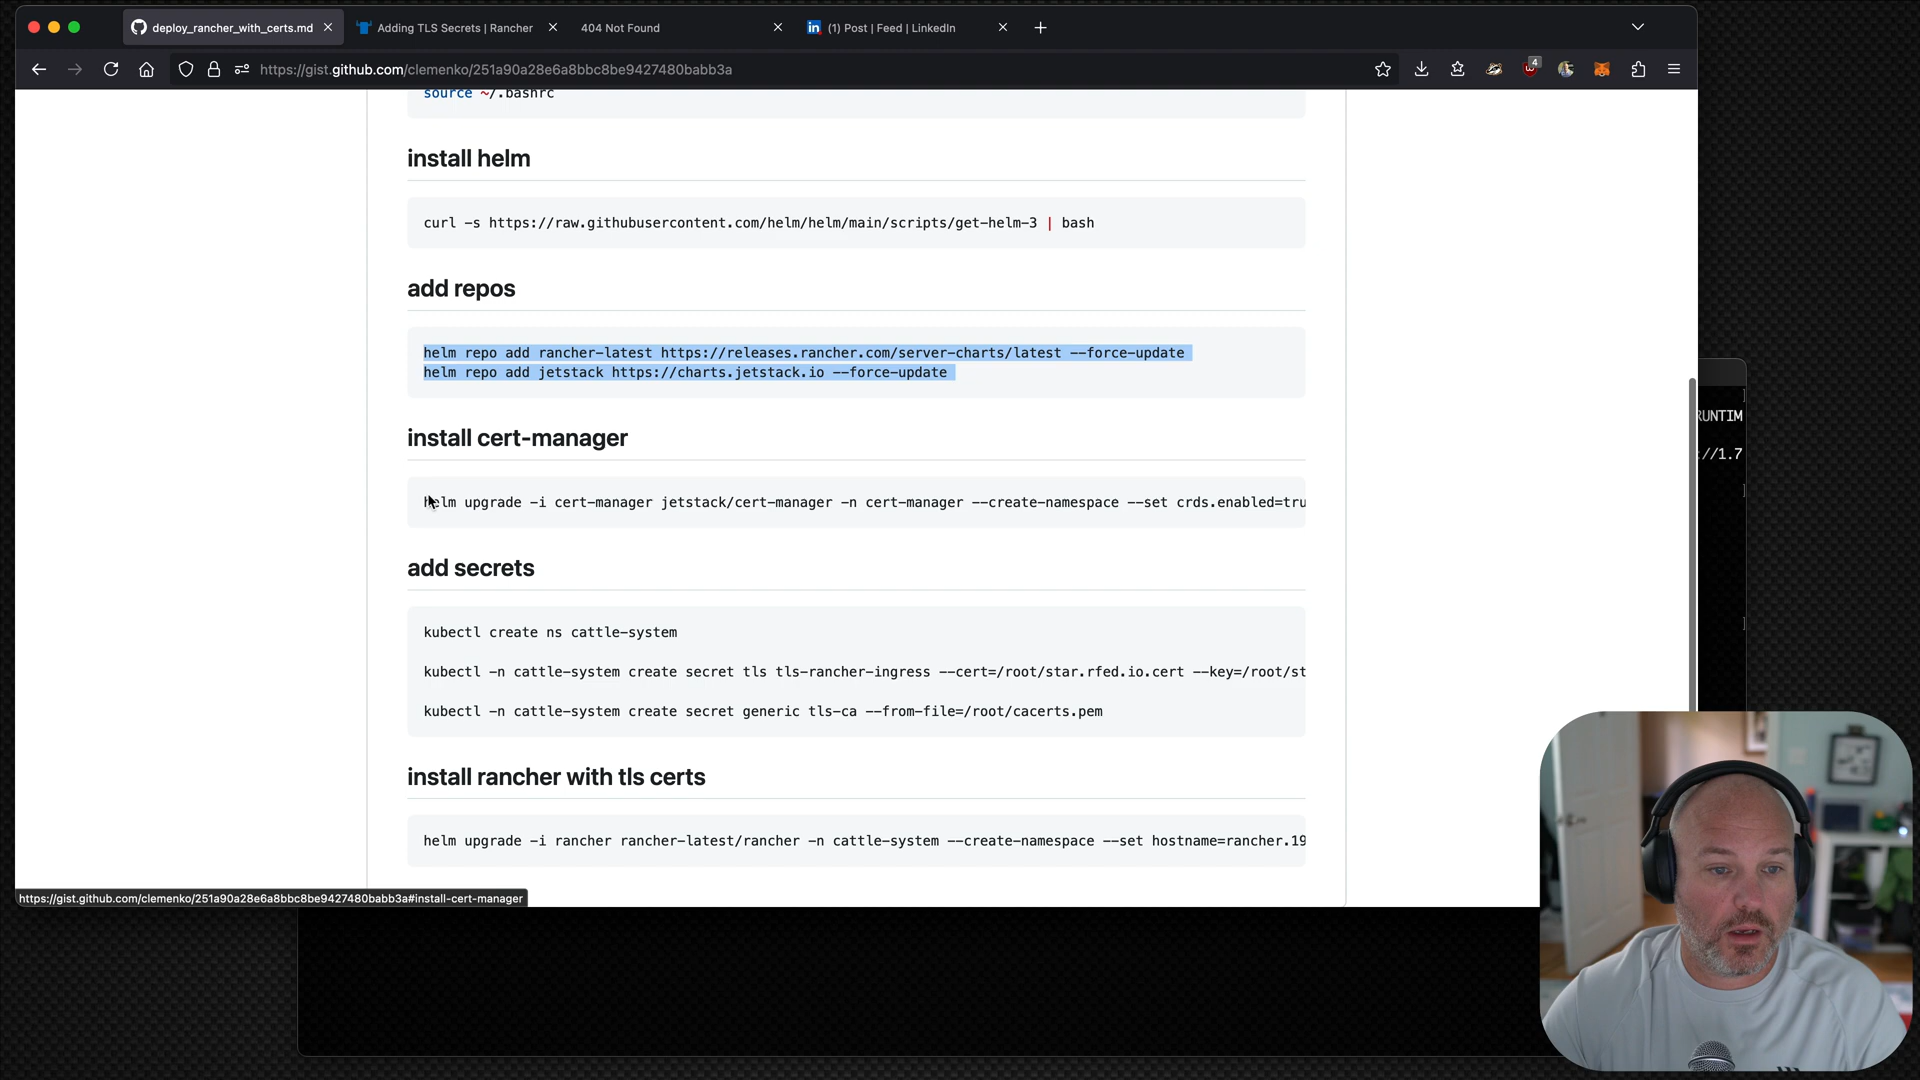 deploy_rancher_with_certs.md
Adding TLS Secrets | Rancher
404 Not Found
in
(1) Post | Feed | LinkedIn
https://gist.github.com/clemenko/251a90a28e6a8bbc8be9427480babb3a
4
source ~/.bashrc
install helm
curl -s https://raw.githubusercontent.com/helm/helm/main/scripts/get-helm-3 | bash
add repos
helm repo add rancher-latest https://releases.rancher.com/server-charts/latest --force-update
helm repo add jetstack https://charts.jetstack.io --force-update
install cert-manager
helm upgrade -i cert-manager jetstack/cert-manager -n cert-manager --create-namespace --set crds.enabled=tru
add secrets
kubectl create ns cattle-system
kubectl -n cattle-system create secret tls tls-rancher-ingress --cert=/root/star.rfed.io.cert --key=/root/st
kubectl -n cattle-system create secret generic tls-ca --from-file=/root/cacerts.pem
install rancher with tls certs
helm upgrade -i rancher rancher-latest/rancher -n cattle-system --create-namespace --set hostname=rancher.19
https://gist.github.com/clemenko/251a90a28e6a8bbc8be9427480babb3a#install-cert-manager
]
RUNTIM
://1.7
]
]